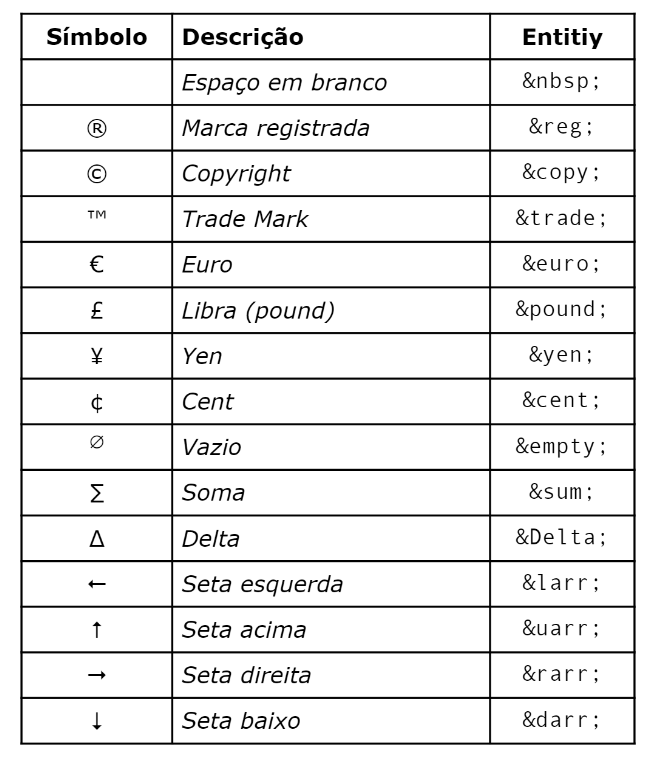 Símbolo Descrição Entitiy
Espaço em branco &nbsp;
® Marca registrada &reg;
© Copyright &copy;
™ Trade Mark &trade;
€ Euro &euro;
£ Libra (pound) &pound;
¥ Yen &yen;
¢ Cent &cent;
∅ Vazio &empty;
∑ Soma &sum;
Δ Delta &Delta;
← Seta esquerda &larr;
↑ Seta acima &uarr;
→ Seta direita &rarr;
↓ Seta baixo &darr;